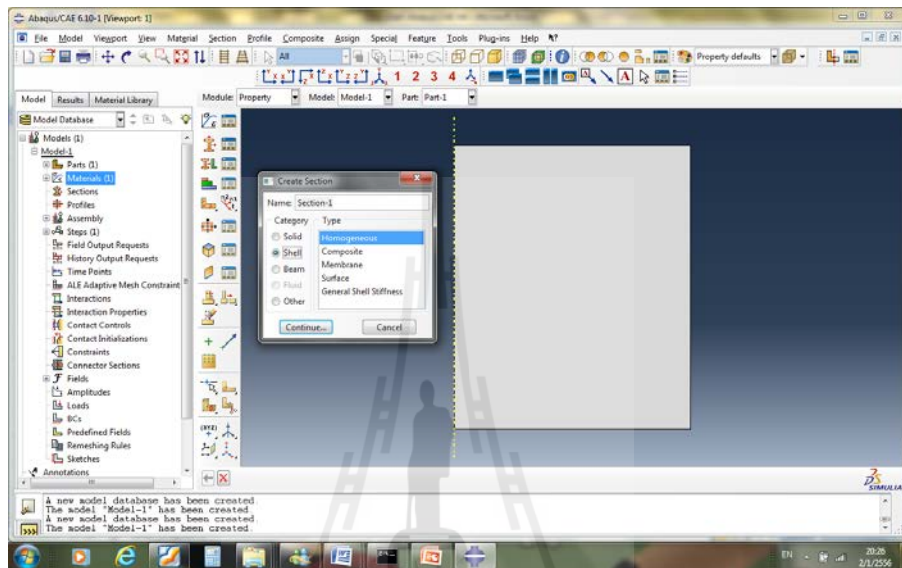 Abaqus/CAE 6.10-1 [Viewport: 1]
File Model Viewport View Material Section Profile Composite Assign Special Feature Tools Plug-ins Help
All
Property defaults
1 2 3 4
Model Results Material Library
Module: Property Model: Model-1 Part: Part-1
Model Database
Models (1)
Model-1
Parts (1)
Materials (1)
Sections
Profiles
Assembly
Steps (1)
Field Output Requests
History Output Requests
Time Points
ALE Adaptive Mesh Constraint
Interactions
Interaction Properties
Contact Controls
Contact Initializations
Constraints
Connector Sections
Fields
Amplitudes
Loads
BCs
Predefined Fields
Remeshing Rules
Sketches
Annotations
Create Section
Name: Section-1
Category Type
Solid
Shell
Beam
Fluid
Other
Homogeneous
Composite
Membrane
Surface
General Shell Stiffness
Continue... Cancel
SIMULIA
A new model database has been created.
The model "Model-1" has been created.
A new model database has been created.
The model "Model-1" has been created.
EN
20:26
2/1/2556